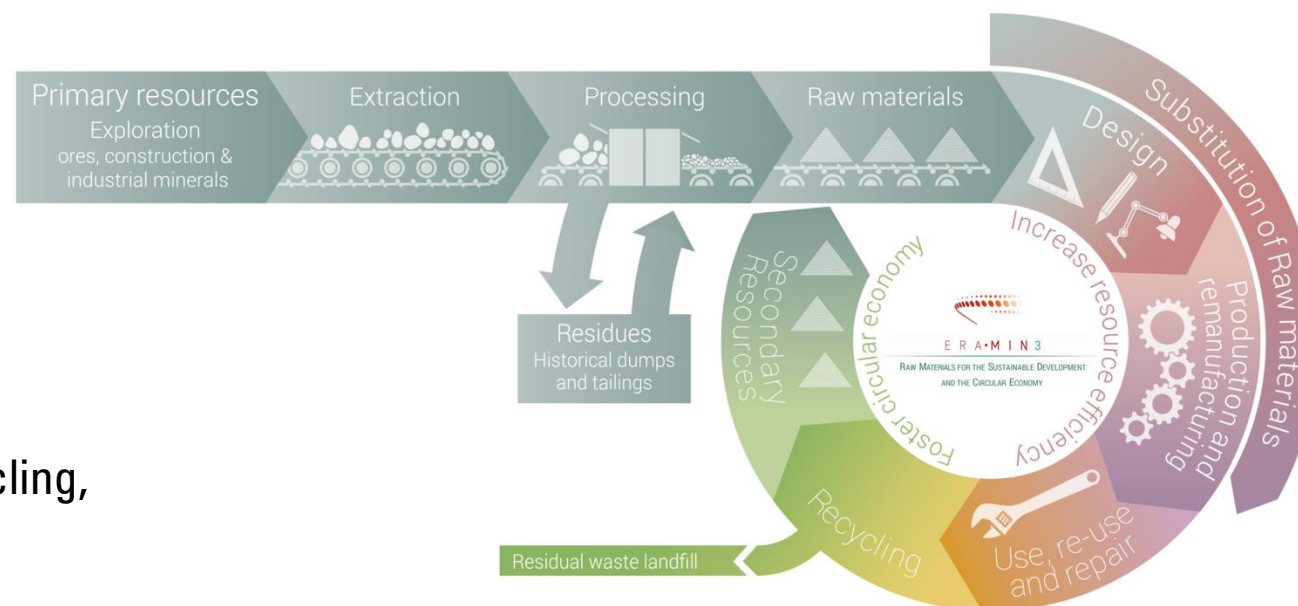 Primary resources
Exploration
ores, construction &
industrial minerals
Extraction
Processing
Raw materials
Design
Substitution of Raw materials
Production and
remanufacturing
Use, re-use
and repair
Recycling
Secondary
Resources
Residues
Historical dumps
and tailings
Residual waste landfill
Increase resource efficiency
Foster circular economy
ERA•MIN3
RAW MATERIALS FOR THE SUSTAINABLE DEVELOPMENT
AND THE CIRCULAR ECONOMY
cling,